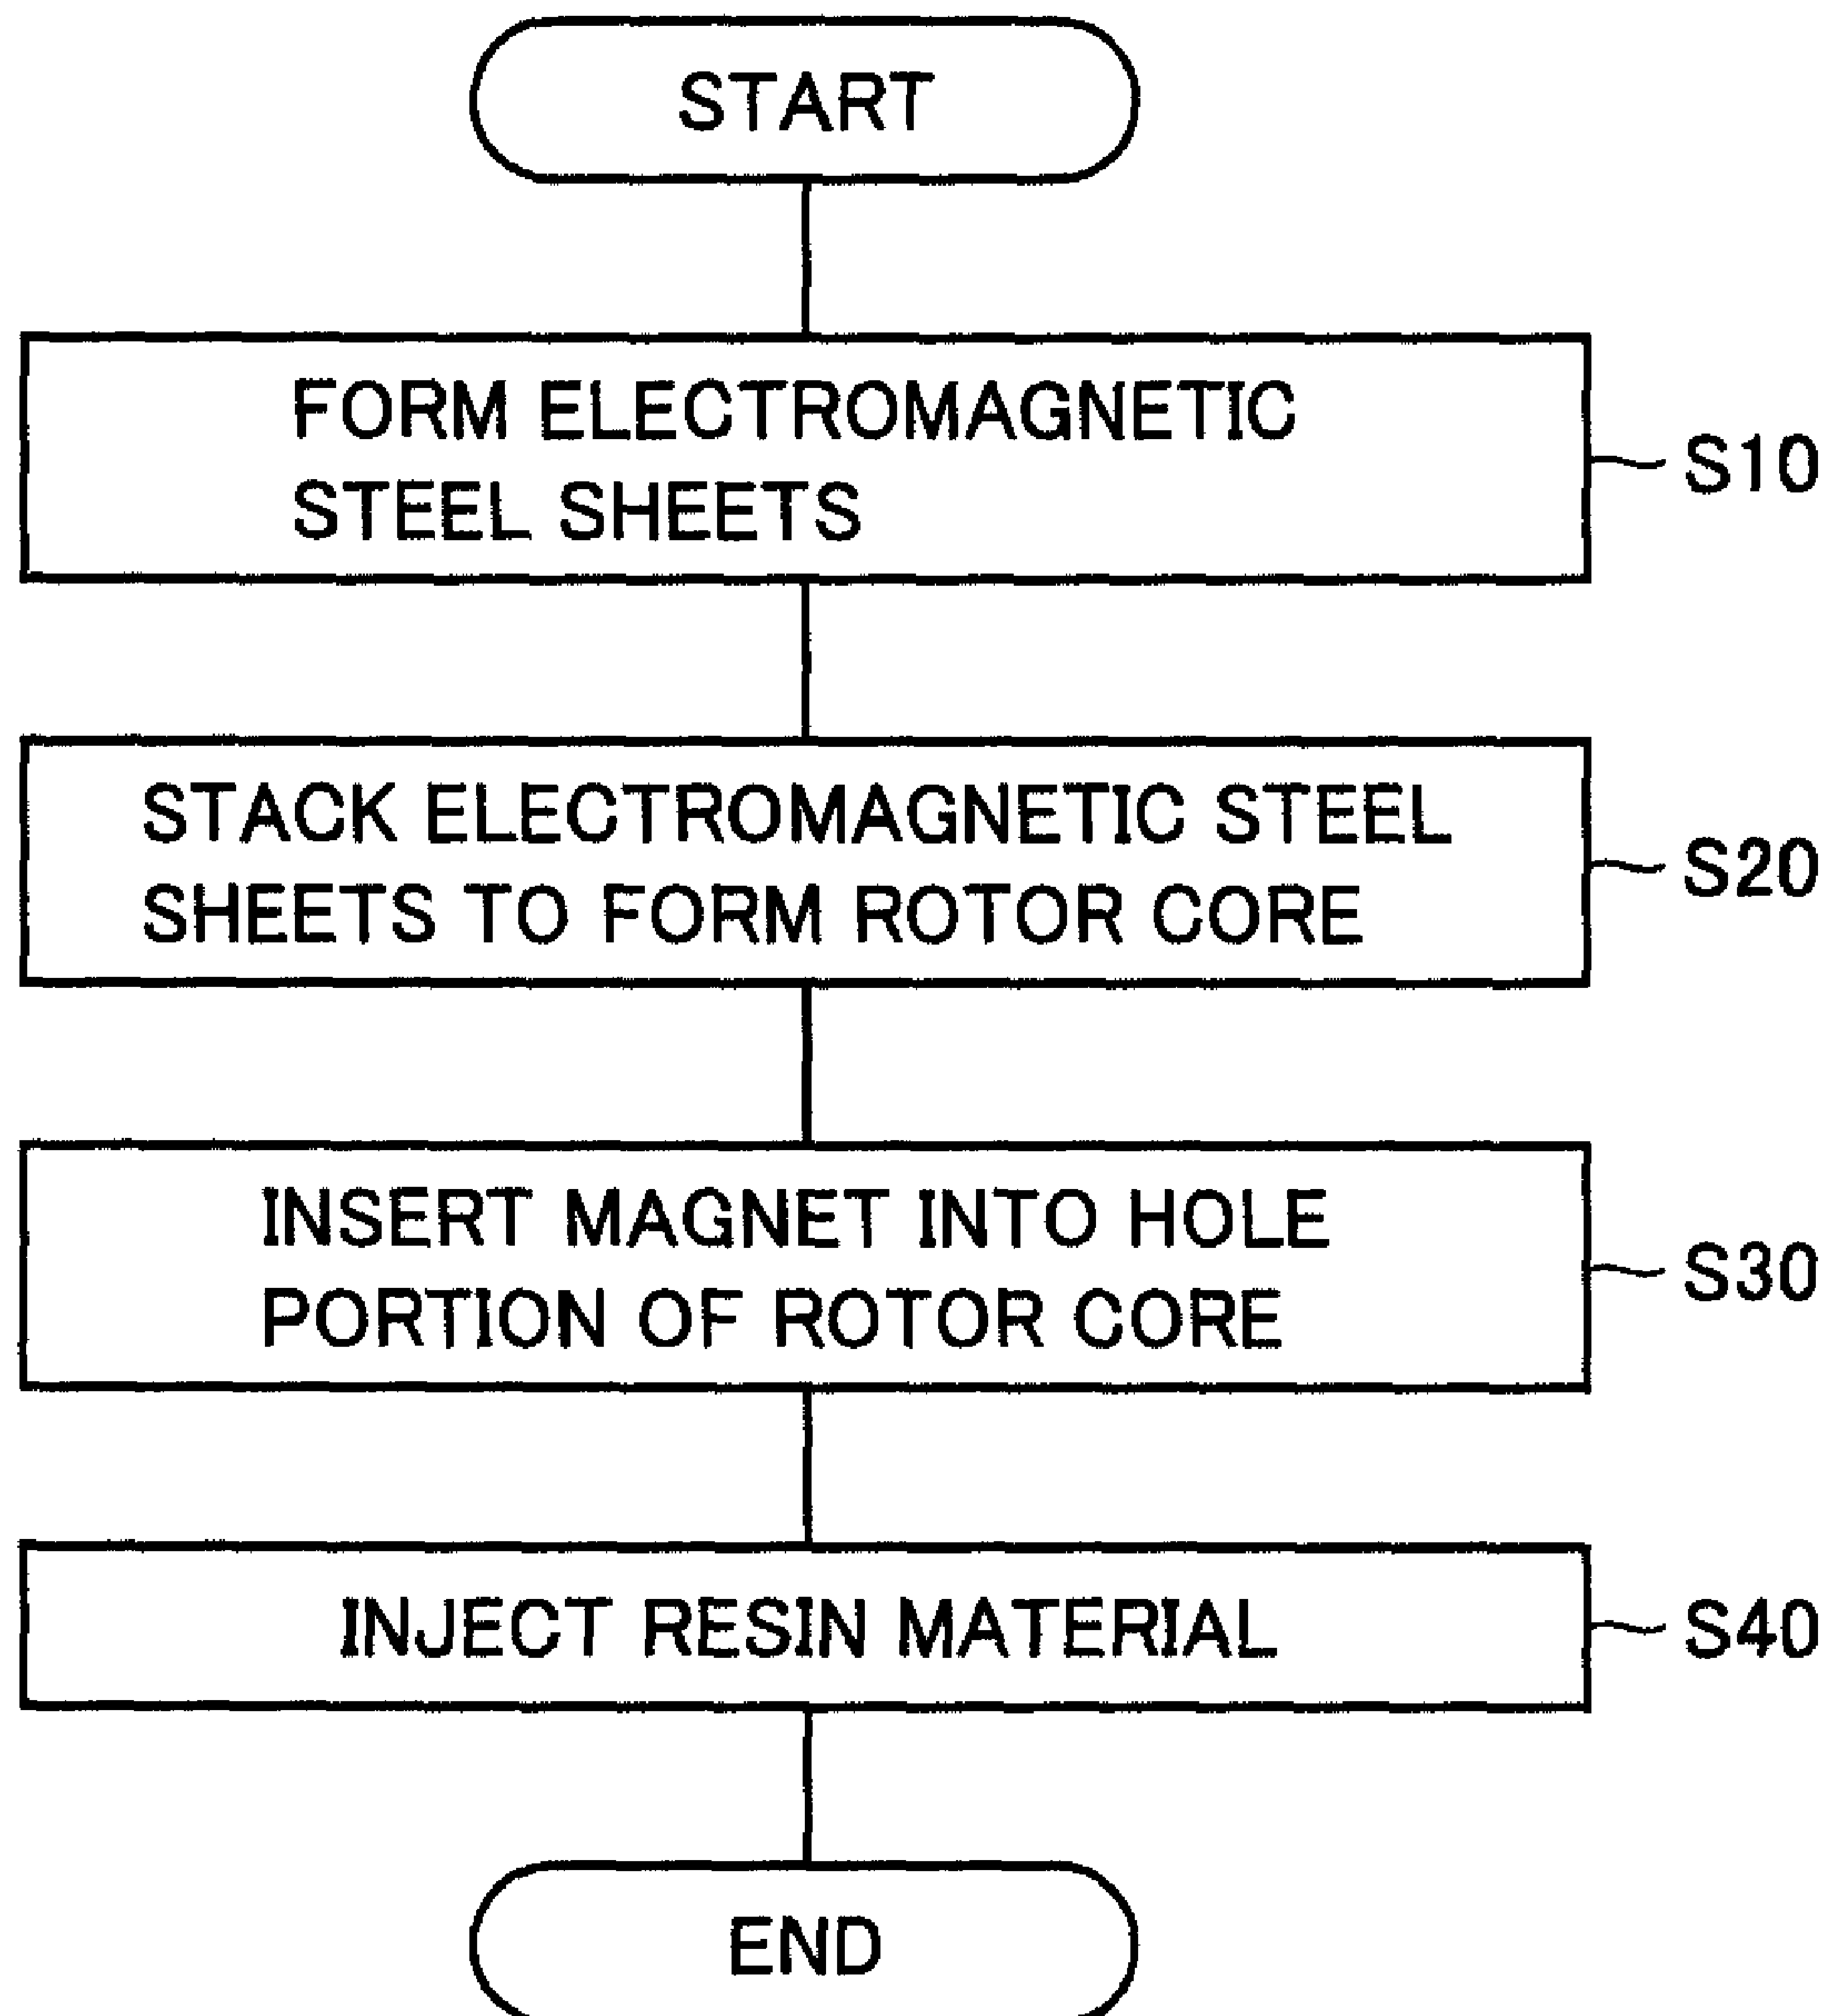 START
FORM ELECTROMAGNETIC
STEEL SHEETS
S10
STACK ELECTROMAGNETIC STEEL
SHEETS TO FORM ROTOR CORE
S20
INSERT MAGNET INTO HOLE
PORTION OF ROTOR CORE
S30
INJECT RESIN MATERIAL
S40
END